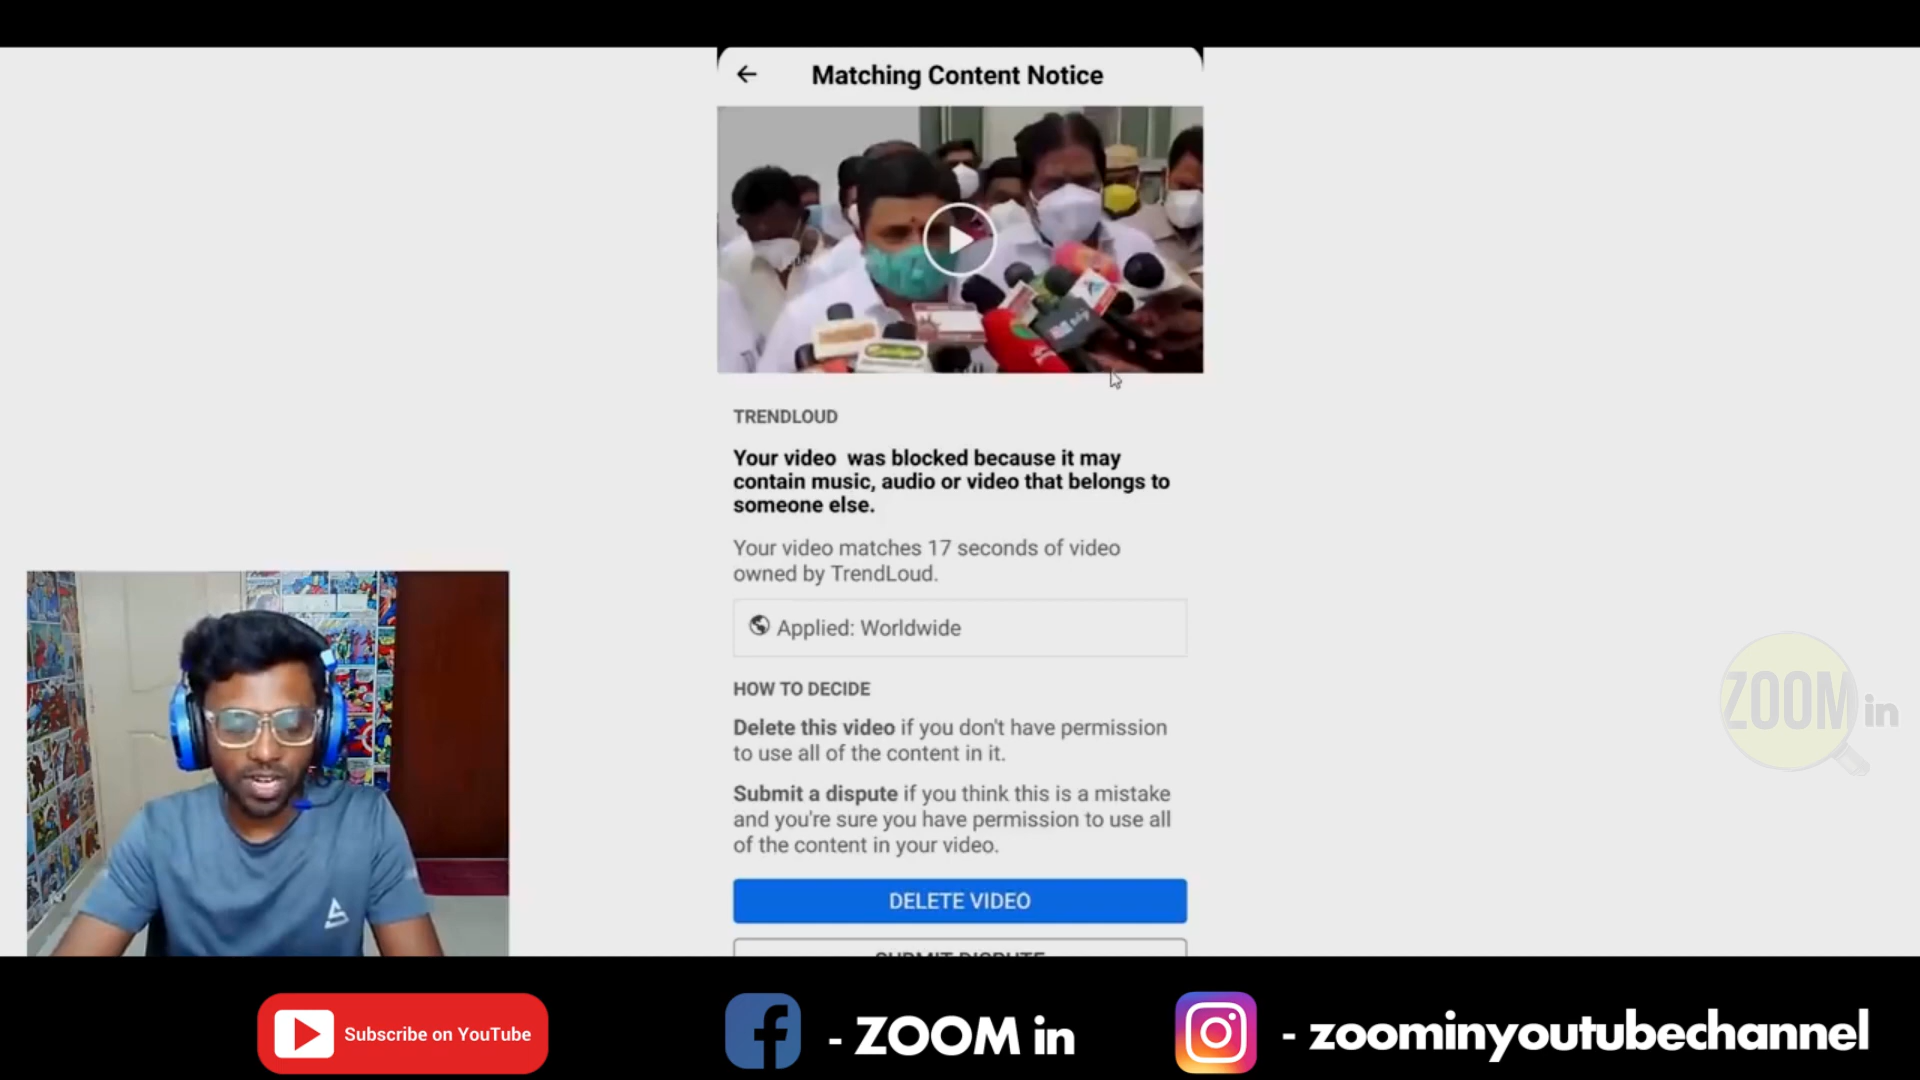 Matching Content Notice
TRENDLOUD
Your video was blocked because it may
contain music, audio or video that belongs to
someone else.
Your video matches 17 seconds of video
owned by TrendLoud.
Applied: Worldwide
HOW TO DECIDE
Delete this video if you don't have permission
to use all of the content in it.
Submit a dispute if you think this is a mistake
and you're sure you have permission to use all
of the content in your video.
DELETE VIDEO
SUBMIT DISPUTE
ZOOM in
Subscribe on YouTube
- ZOOM in
- zoominyoutubechannel